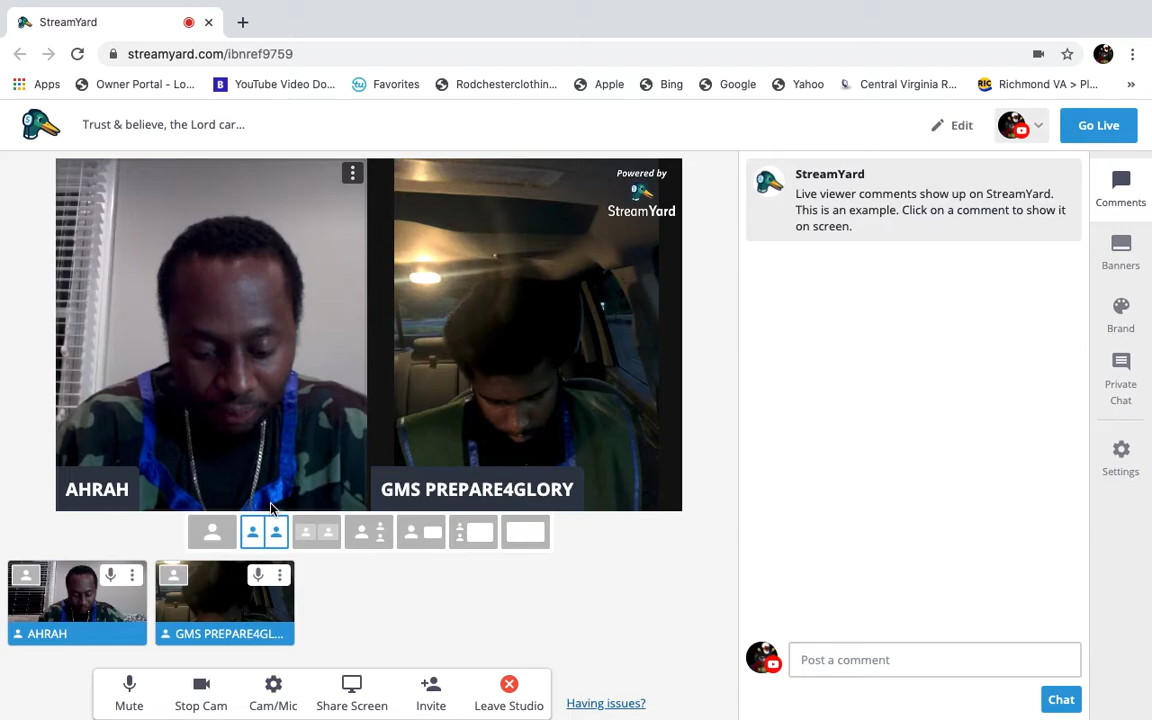 StreamYard
streamyard.com/ibnref9759
Apps
Owner Portal - Lo...
YouTube Video Do...
Favorites
Rodchesterclothin...
Apple
Bing
Google
Yahoo
Central Virginia R...
RIC
Richmond VA > Pl...
»
Trust & believe, the Lord car...
Edit
Go Live
Powered by
StreamYard
AHRAH
GMS PREPARE4GLORY
StreamYard
Live viewer comments show up on StreamYard.
This is an example. Click on a comment to show it
on screen.
Comments
Banners
Brand
Private
Chat
Settings
AHRAH
GMS PREPARE4GL...
Post a comment
Chat
Mute
Stop Cam
Cam/Mic
Share Screen
Invite
Leave Studio
Having issues?